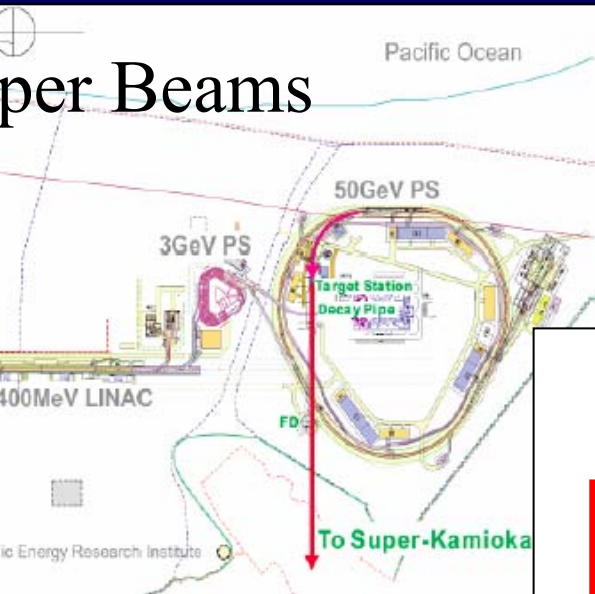 per Beams
Pacific Ocean
50GeV PS
3GeV PS
Target Station
Decay Pipe
400MeV LINAC
FD
To Super-Kamioka
ic Energy Research Institute